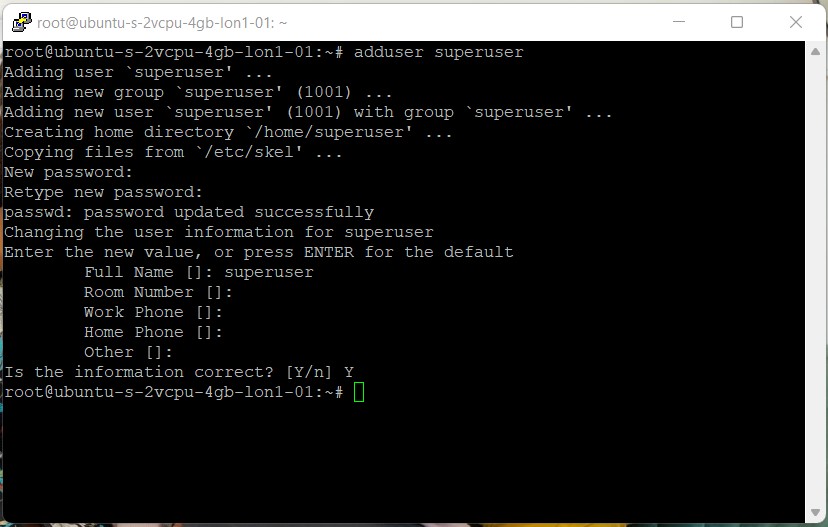 root@ubuntu-s-2vcpu-4gb-lon1-01: ~
root@ubuntu-s-2vcpu-4gb-lon1-01:~# adduser superuser
Adding user `superuser' ...
Adding new group `superuser' (1001) ...
Adding new user `superuser' (1001) with group `superuser' ...
Creating home directory `/home/superuser' ...
Copying files from `/etc/skel' ...
New password:
Retype new password:
passwd: password updated successfully
Changing the user information for superuser
Enter the new value, or press ENTER for the default
        Full Name []: superuser
        Room Number []:
        Work Phone []:
        Home Phone []:
        Other []:
Is the information correct? [Y/n] Y
root@ubuntu-s-2vcpu-4gb-lon1-01:~#